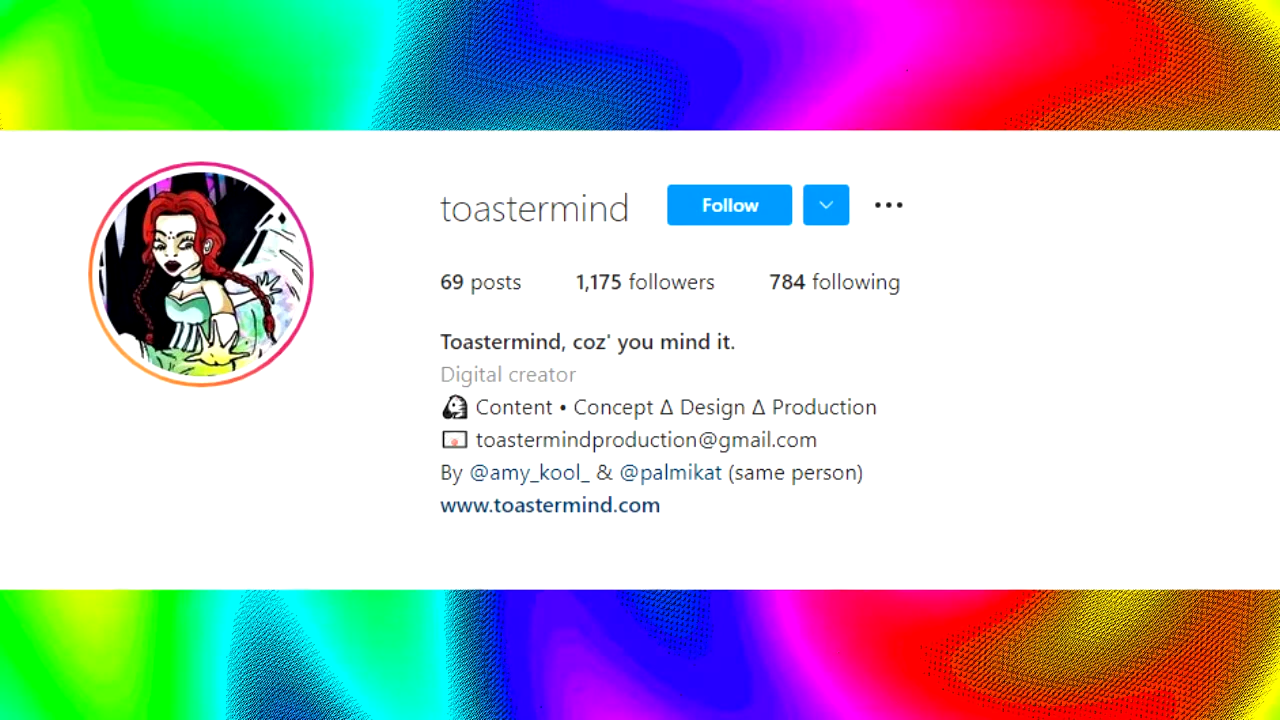 toastermind Follow
69 posts 1,175 followers 784 following
Toastermind, coz' you mind it.
Digital creator
Content • Concept Δ Design Δ Production
toastermindproduction@gmail.com
By @amy_kool_ & @palmikat (same person)
www.toastermind.com